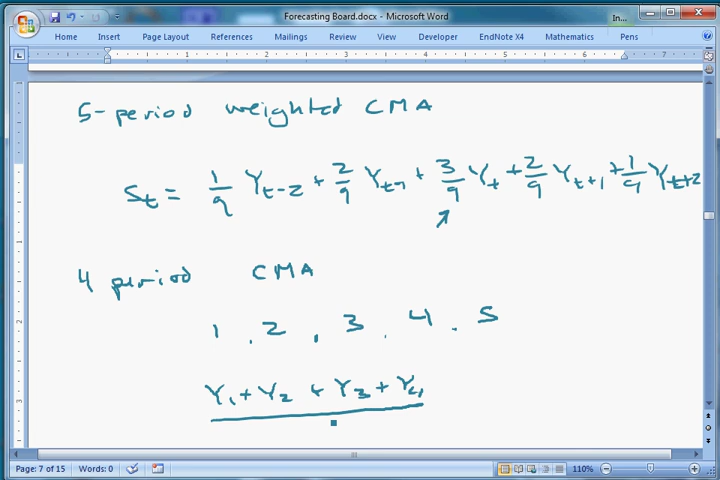 Forecasting Board.docx - Microsoft Word
In...
Home Insert Page Layout References Mailings Review View Developer EndNote X4 Design Layout Pens
5-period weighted CMA
St = 1/9 Yt-2 + 2/9 Yt-1 + 3/9 Yt + 2/9 Yt+1 + 1/9 Yt+2
4 period CMA
1 . 2 . 3 . 4 . 5
Y1 + Y2 + Y3 + Y4
Page: 7 of 15 Words: 0 110%